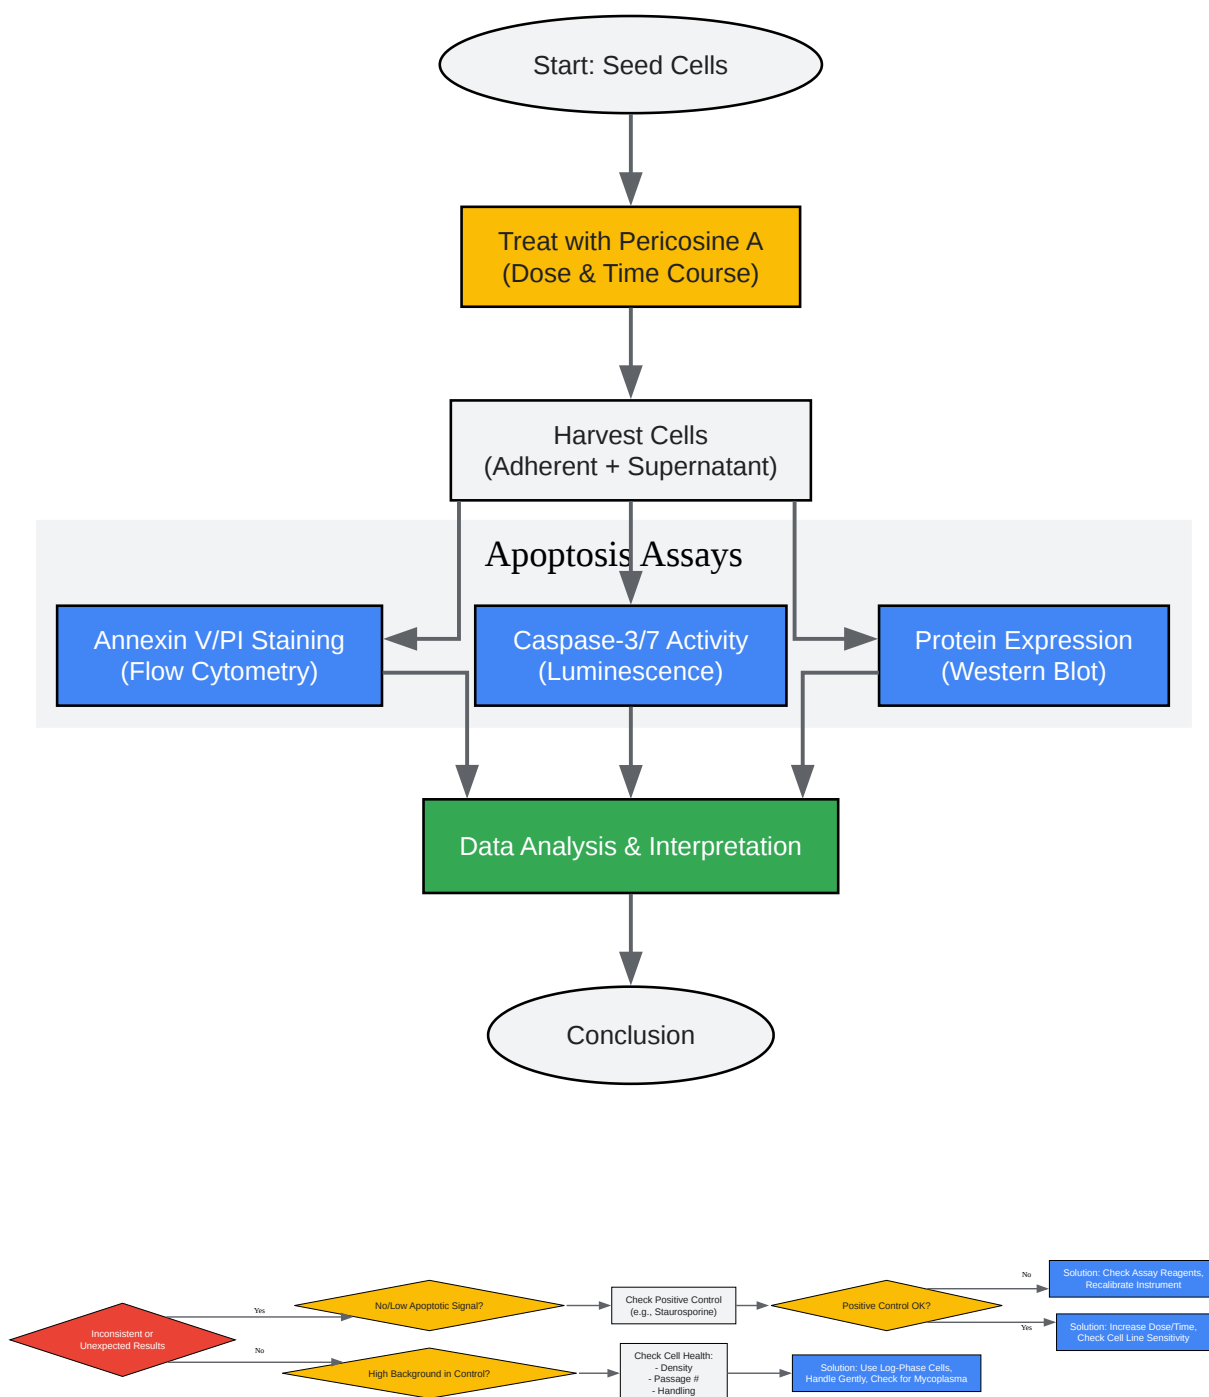 Start: Seed Cells
Treat with Pericosine A
(Dose & Time Course)
Harvest Cells
(Adherent + Supernatant)
Apoptosis Assays
Annexin V/PI Staining
(Flow Cytometry)
Caspase-3/7 Activity
(Luminescence)
Protein Expression
(Western Blot)
Data Analysis & Interpretation
Conclusion
Inconsistent or
Unexpected Results
Yes
No
No/Low Apoptotic Signal?
Check Positive Control
(e.g., Staurosporine)
Positive Control OK?
No
Solution: Check Assay Reagents,
Recalibrate Instrument
Yes
Solution: Increase Dose/Time,
Check Cell Line Sensitivity
High Background in Control?
Check Cell Health:
- Density
- Passage #
- Handling
Solution: Use Log-Phase Cells,
Handle Gently, Check for Mycoplasma